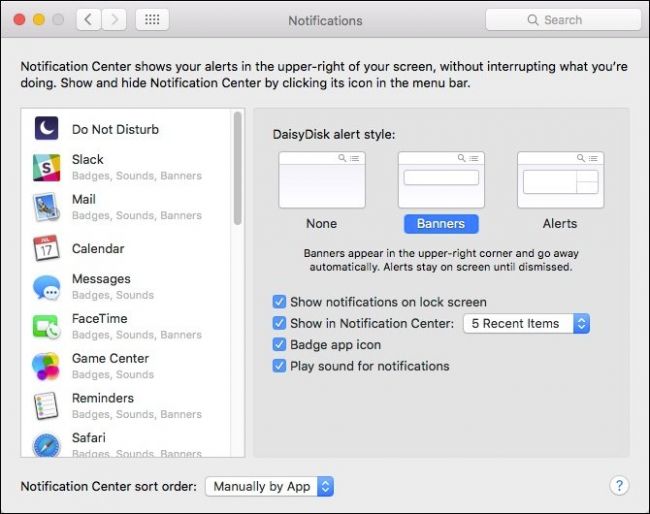 Notifications
Search
Notification Center shows your alerts in the upper-right of your screen, without interrupting what you're
doing. Show and hide Notification Center by clicking its icon in the menu bar.
Do Not Disturb
Slack
Badges, Sounds, Banners
Mail
Badges, Sounds, Banners
JUL
17
Calendar
Messages
Badges, Sounds
FaceTime
Badges, Sounds, Banners
Game Center
Badges, Sounds
Reminders
Badges, Sounds, Banners
Safari
Badges, Sounds, Banners
DaisyDisk alert style:
None
Banners
Alerts
Banners appear in the upper-right corner and go away
automatically. Alerts stay on screen until dismissed.
Show notifications on lock screen
Show in Notification Center: 5 Recent Items
Badge app icon
Play sound for notifications
Notification Center sort order: Manually by App
?